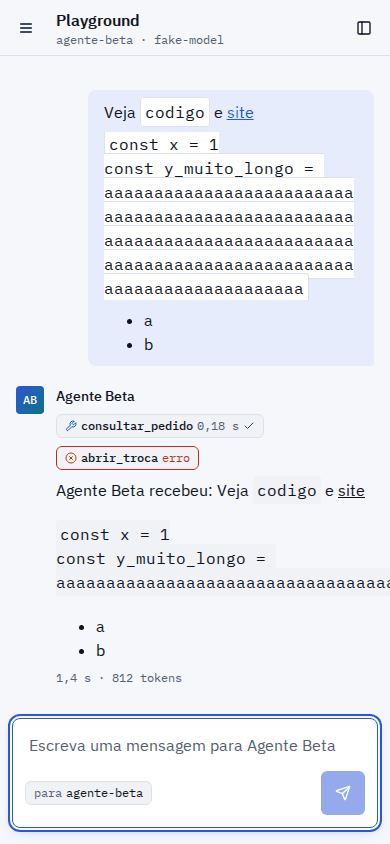 Playground
agente-beta · fake-model
Veja codigo e site
const x = 1
const y_muito_longo =
aaaaaaaaaaaaaaaaaaaaaaaaa
aaaaaaaaaaaaaaaaaaaaaaaaa
aaaaaaaaaaaaaaaaaaaaaaaaa
aaaaaaaaaaaaaaaaaaaaaaaaa
aaaaaaaaaaaaaaaaaaaa
a
b
AB
Agente Beta
consultar_pedido 0,18 s
abrir_troca erro
Agente Beta recebeu: Veja codigo e site
const x = 1
const y_muito_longo =
aaaaaaaaaaaaaaaaaaaaaaaaaaaaaaaaaa
a
b
1,4 s · 812 tokens
Escreva uma mensagem para Agente Beta
para agente-beta